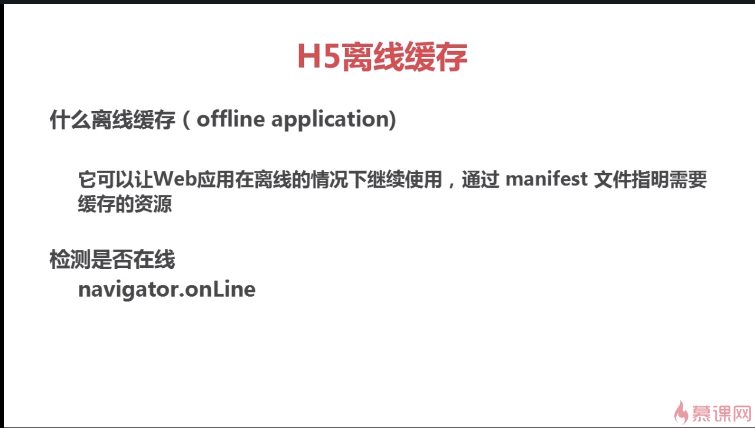 H5离线缓存
什么离线缓存（offline application)
它可以让Web应用在离线的情况下继续使用，通过 manifest 文件指明需要
缓存的资源
检测是否在线
navigator.onLine
慕课网